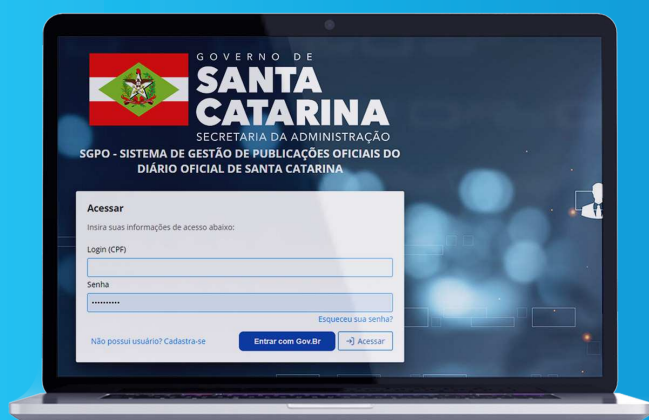 GOVERNO DE
SANTA
CATARINA
SECRETARIA DA ADMINISTRAÇÃO
SGPO - SISTEMA DE GESTÃO DE PUBLICAÇÕES OFICIAIS DO
DIÁRIO OFICIAL DE SANTA CATARINA
Acessar
Insira suas informações de acesso abaixo:
Login (CPF)
Senha
••••••••••
Esqueceu sua senha?
Não possui usuário? Cadastra-se
Entrar com Gov.Br
Acessar